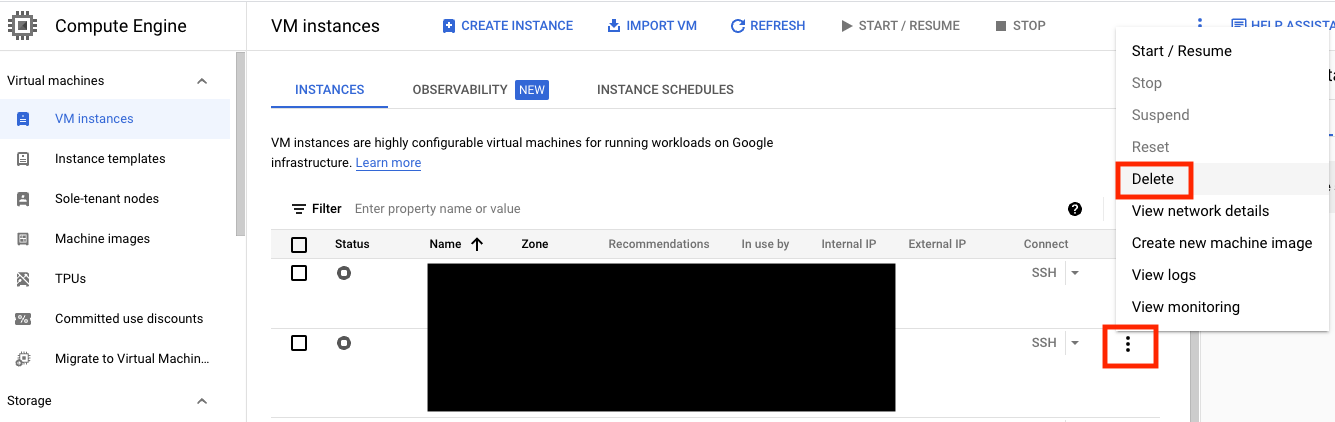 Compute Engine
Virtual machines
VM instances
Instance templates
Sole-tenant nodes
Machine images
TPUs
Committed use discounts
Migrate to Virtual Machin...
Storage
VM instances
CREATE INSTANCE
IMPORT VM
REFRESH
START / RESUME
STOP
HELP ASSISTA
INSTANCES
OBSERVABILITY NEW
INSTANCE SCHEDULES
VM instances are highly configurable virtual machines for running workloads on Google
infrastructure. Learn more
Filter Enter property name or value
Status Name Zone Recommendations In use by Internal IP External IP Connect
SSH
SSH
Start / Resume
Stop
Suspend
Reset
Delete
View network details
Create new machine image
View logs
View monitoring